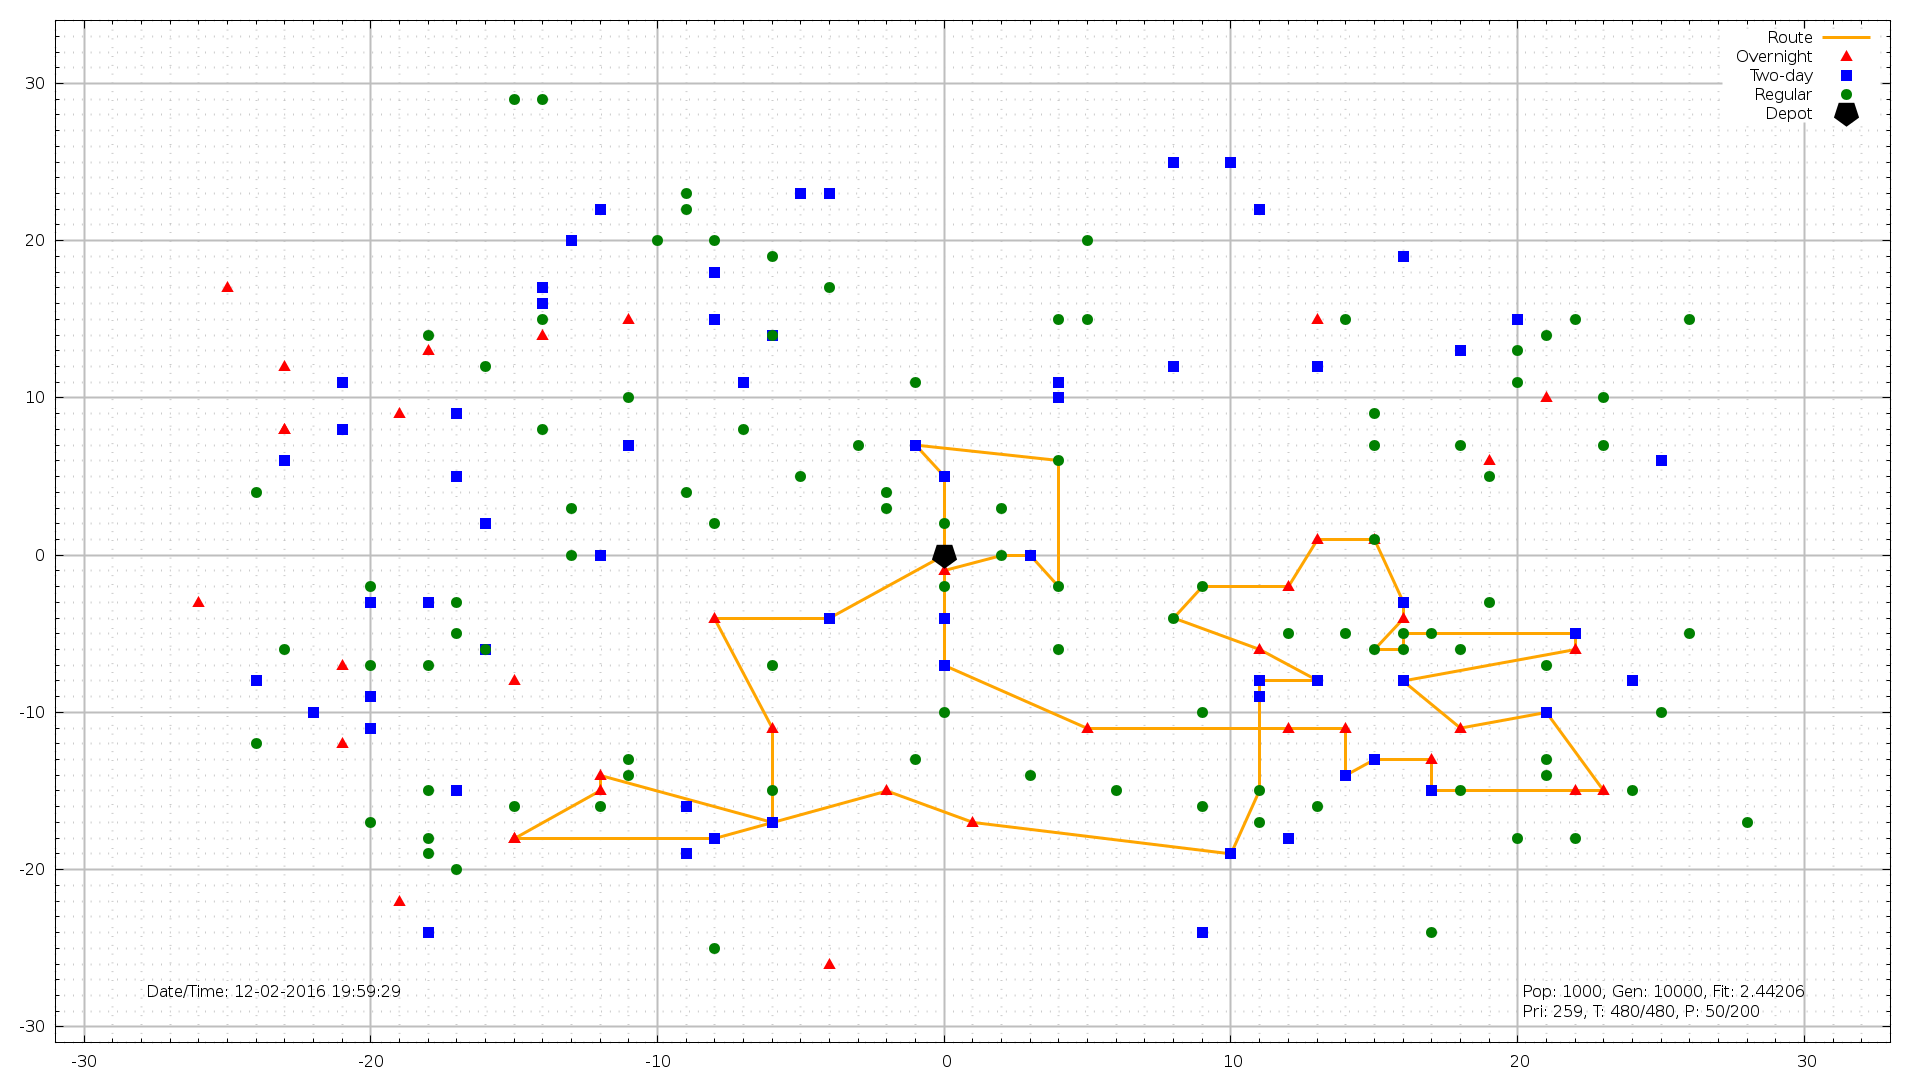 Route
Overnight
Two-day
Regular
Depot
30
20
10
0
-10
-20
-30
Date/Time: 12-02-2016 19:59:29
Pop: 1000, Gen: 10000, Fit: 2.44206
Pri: 259, T: 480/480, P: 50/200
-30 -20 -10 0 10 20 30